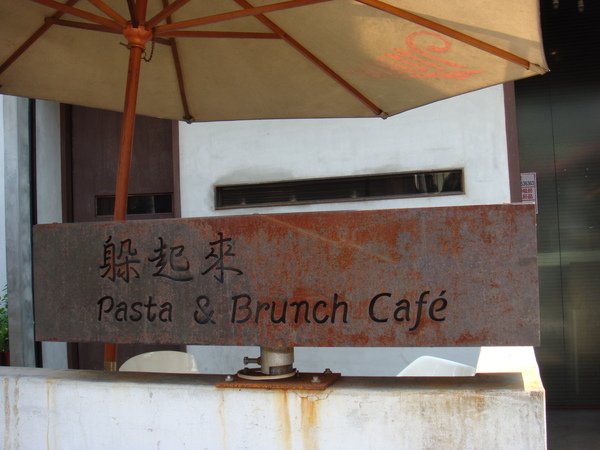 躲起來
Pasta & Brunch Café